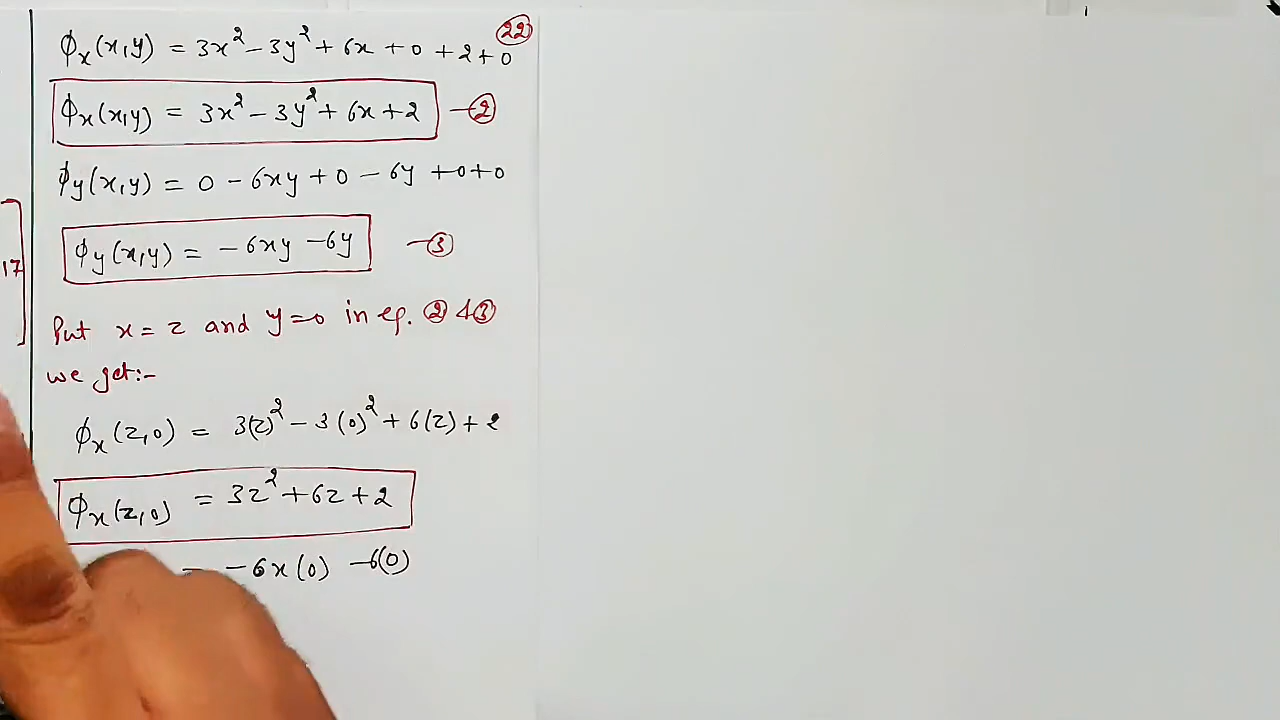 22
ϕx(x,y) = 3x² - 3y² + 6x + 0 + 2 + 0
ϕx(x,y) = 3x² - 3y² + 6x + 2 —②
ϕy(x,y) = 0 - 6xy + 0 - 6y + 0 + 0
ϕy(x,y) = - 6xy - 6y —③
17
Put x = z and y = 0 in eq. ② & ③
we get:-
ϕx(z,0) = 3(z)² - 3(0)² + 6(z) + 2
ϕx(z,0) = 3z² + 6z + 2
= - 6x(0) - 6(0)